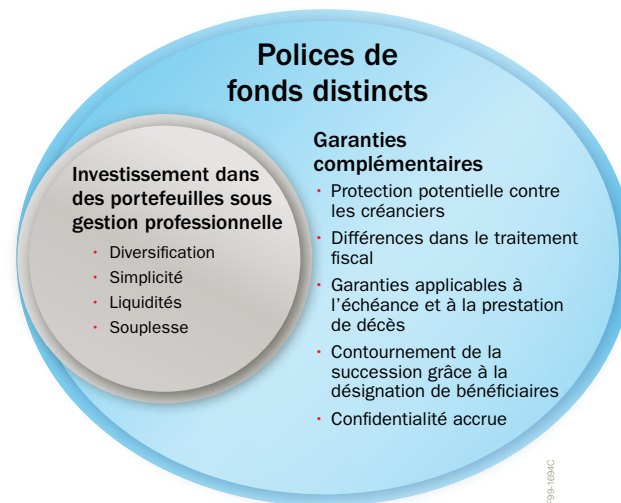 Polices de
fonds distincts
Investissement dans
des portefeuilles sous
gestion professionnelle
· Diversification
· Simplicité
· Liquidités
· Souplesse
Garanties
complémentaires
· Protection potentielle contre
les créanciers
· Différences dans le traitement
fiscal
· Garanties applicables à
l’échéance et à la prestation
de décès
· Contournement de la
succession grâce à la
désignation de bénéficiaires
· Confidentialité accrue
F99-1694C